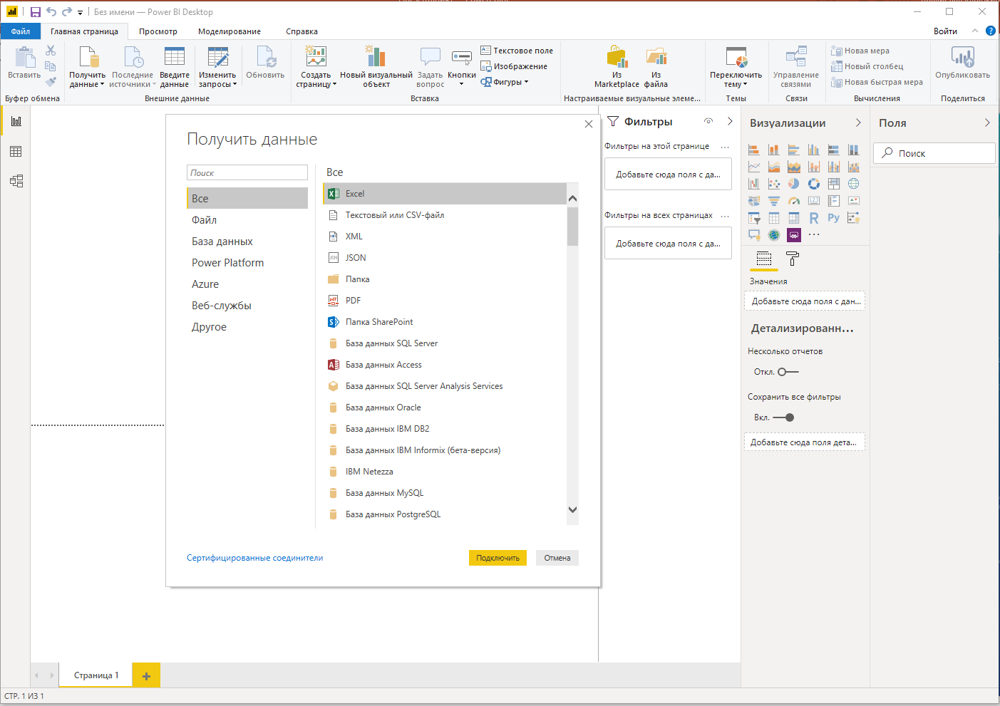 Без имени — Power BI Desktop
Файл
Главная страница
Просмотр
Моделирование
Справка
Войти
Вставить
Получить данные
Последние источники
Введите данные
Изменить запросы
Обновить
Создать страницу
Новый визуальный объект
Задать вопрос
Кнопки
Текстовое поле
Изображение
Фигуры
Из Marketplace
Из файла
Переключить тему
Управление связями
Новая мера
Новый столбец
Новая быстрая мера
Опубликовать
Буфер обмена
Внешние данные
Вставка
Настраиваемые визуальные элеме...
Темы
Связи
Вычисления
Поделиться
Получить данные
Поиск
Все
Файл
База данных
Power Platform
Azure
Веб-службы
Другое
Все
Excel
Текстовый или CSV-файл
XML
JSON
Папка
PDF
Папка SharePoint
База данных SQL Server
База данных Access
База данных SQL Server Analysis Services
База данных Oracle
База данных IBM DB2
База данных IBM Informix (бета-версия)
IBM Netezza
База данных MySQL
База данных PostgreSQL
Сертифицированные соединители
Подключить
Отмена
Фильтры
Фильтры на этой странице
...
Добавьте сюда поля с да...
Фильтры на всех страницах
...
Добавьте сюда поля с да...
Визуализации
R
Py
...
Значения
Добавьте сюда поля с дан...
Детализированн...
Несколько отчетов
Откл.
Сохранить все фильтры
Вкл.
Добавьте сюда поля дета...
Поля
Поиск
Страница 1
СТР. 1 ИЗ 1